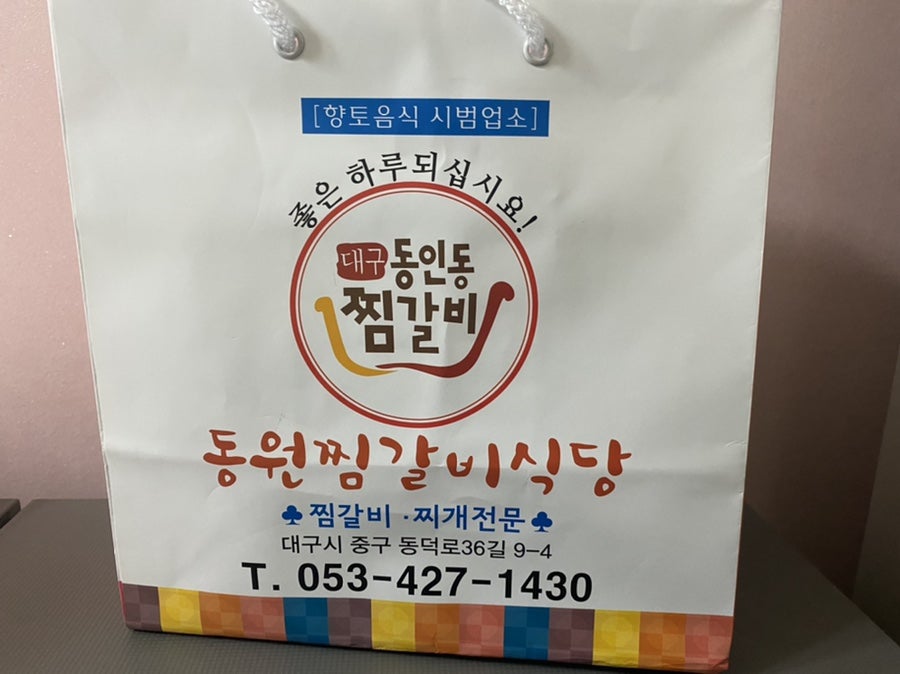 [향토음식 시범업소]
좋은 하루되십시요!
대구 동인동
찜갈비
동원찜갈비식당
♣ 찜갈비 · 찌개전문 ♣
대구시 중구 동덕로36길 9-4
T. 053-427-1430